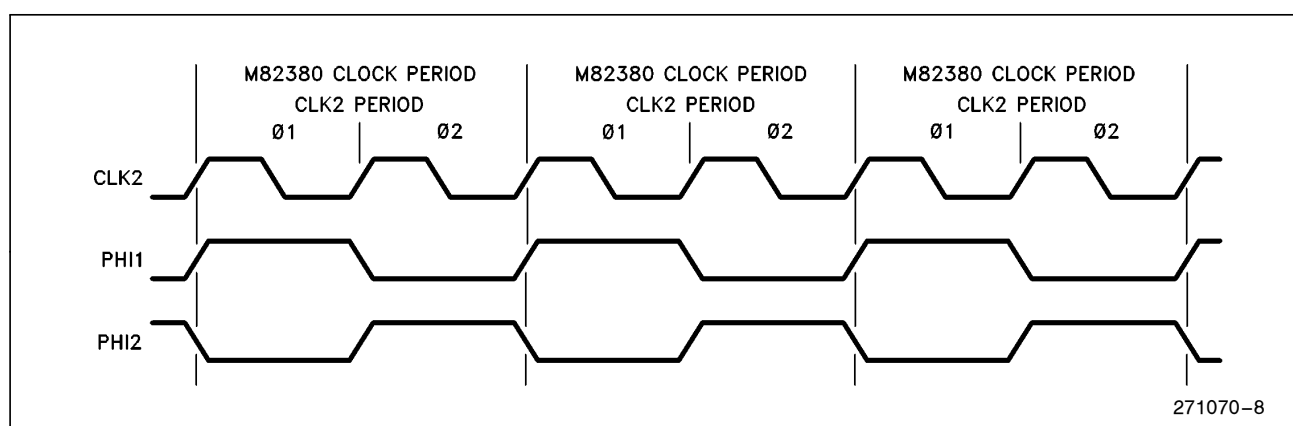 M82380 CLOCK PERIOD M82380 CLOCK PERIOD M82380 CLOCK PERIOD
CLK2 PERIOD CLK2 PERIOD CLK2 PERIOD
Ø1 Ø2 Ø1 Ø2 Ø1 Ø2
CLK2
PHI1
PHI2
271070–8